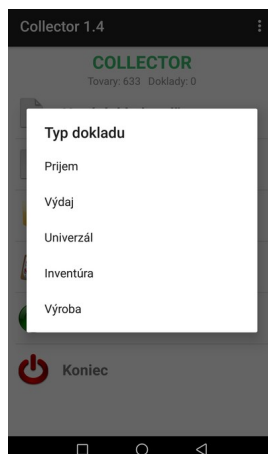 Collector 1.4
COLLECTOR
Tovary: 633 Doklady: 0
Typ dokladu
Prijem
Výdaj
Univerzál
Inventúra
Výroba
Koniec